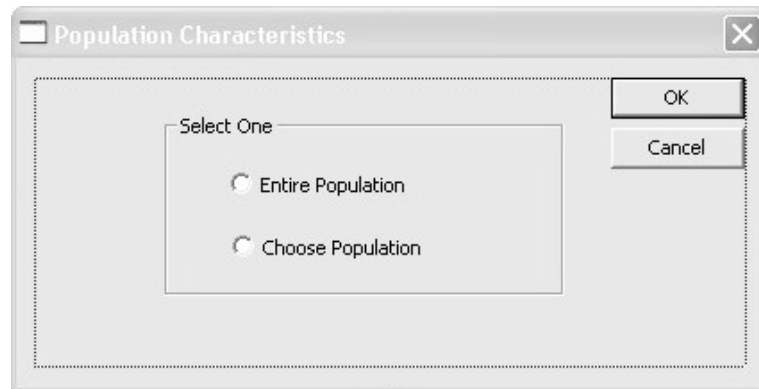 Population Characteristics
OK
Select One
Cancel
Entire Population
Choose Population